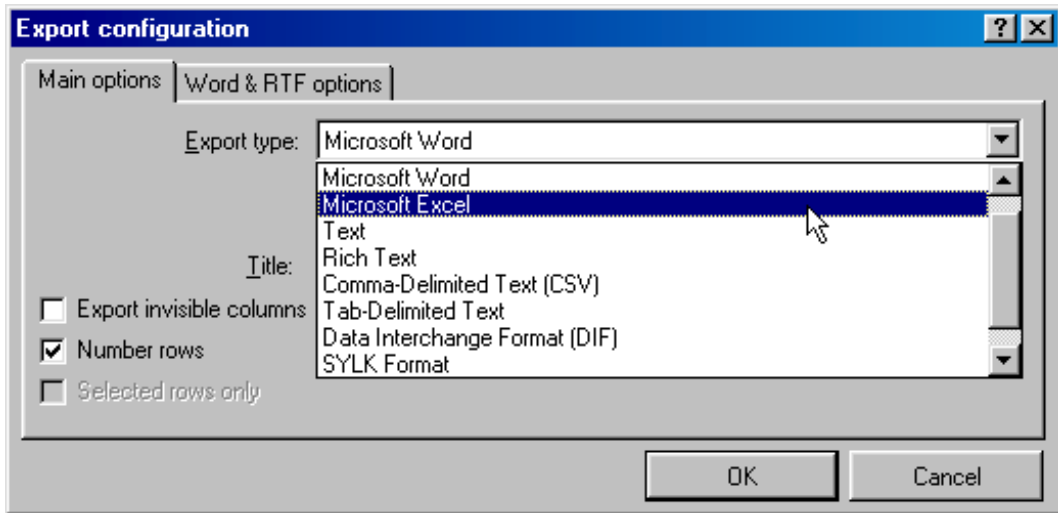 Export configuration
Main options
Word & RTF options
Export type:
Microsoft Word
Microsoft Word
Microsoft Excel
Text
Rich Text
Title:
Comma-Delimited Text (CSV)
Export invisible columns
Tab-Delimited Text
Data Interchange Format (DIF)
Number rows
SYLK Format
Selected rows only
OK
Cancel